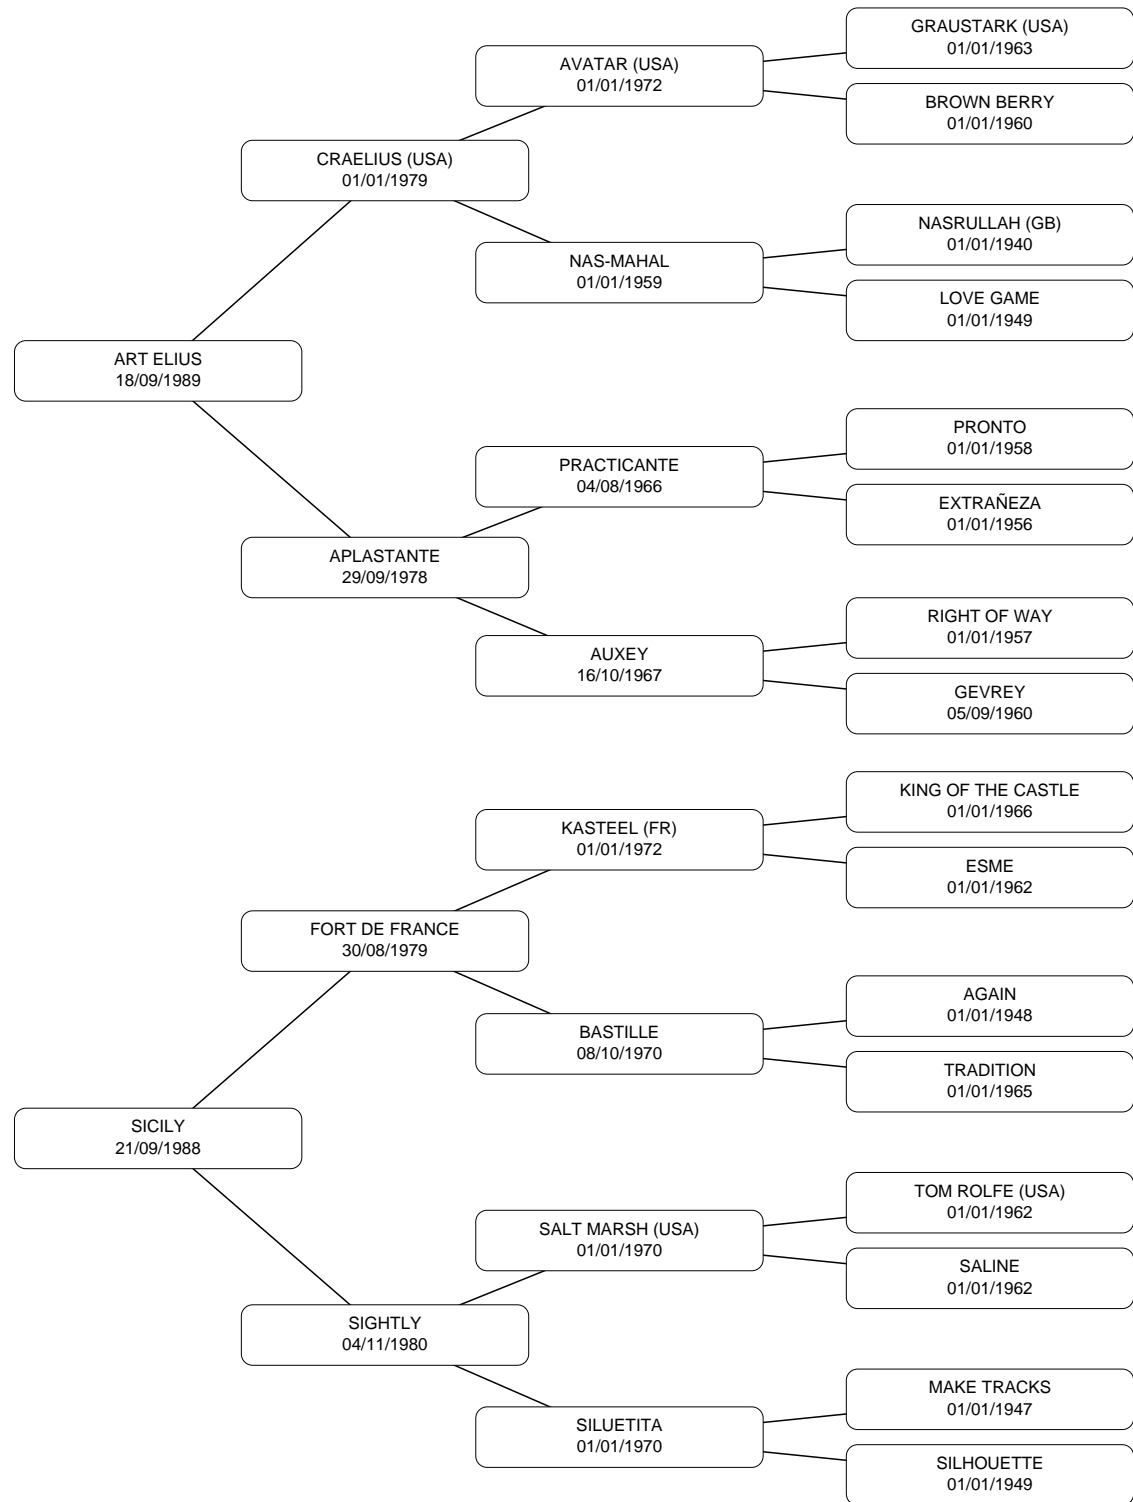 GRAUSTARK (USA)
01/01/1963
AVATAR (USA)
01/01/1972
BROWN BERRY
01/01/1960
CRAELIUS (USA)
01/01/1979
NASRULLAH (GB)
01/01/1940
NAS-MAHAL
01/01/1959
LOVE GAME
01/01/1949
ART ELIUS
18/09/1989
PRONTO
01/01/1958
PRACTICANTE
04/08/1966
EXTRAÑEZA
01/01/1956
APLASTANTE
29/09/1978
RIGHT OF WAY
01/01/1957
AUXEY
16/10/1967
GEVREY
05/09/1960
KING OF THE CASTLE
01/01/1966
KASTEEL (FR)
01/01/1972
ESME
01/01/1962
FORT DE FRANCE
30/08/1979
AGAIN
01/01/1948
BASTILLE
08/10/1970
TRADITION
01/01/1965
SICILY
21/09/1988
TOM ROLFE (USA)
01/01/1962
SALT MARSH (USA)
01/01/1970
SALINE
01/01/1962
SIGHTLY
04/11/1980
MAKE TRACKS
01/01/1947
SILUETITA
01/01/1970
SILHOUETTE
01/01/1949